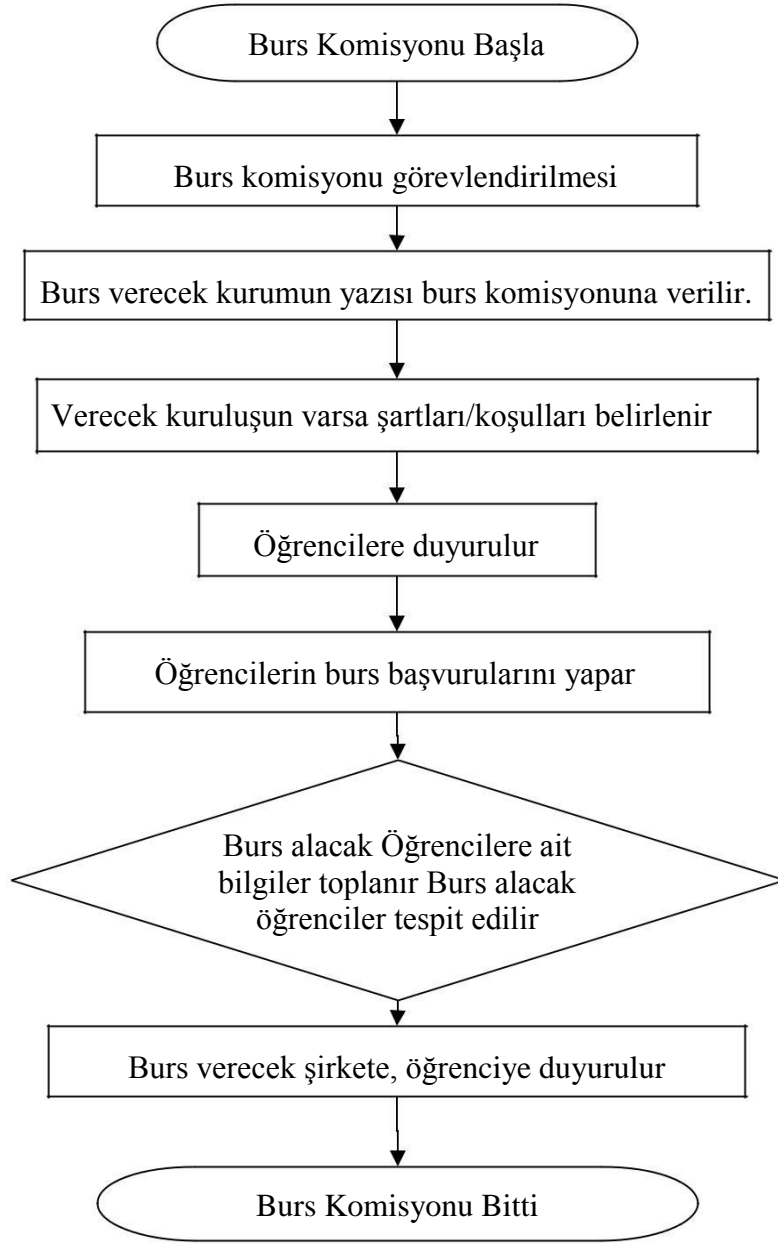 Burs Komisyonu Başla
Burs komisyonu görevlendirilmesi
Burs verecek kurumun yazısı burs komisyonuna verilir.
Verecek kuruluşun varsa şartları/koşulları belirlenir
Öğrencilere duyurulur
Öğrencilerin burs başvurularını yapar
Burs alacak Öğrencilere ait
bilgiler toplanır Burs alacak
öğrenciler tespit edilir
Burs verecek şirkete, öğrenciye duyurulur
Burs Komisyonu Bitti